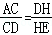 AC/CD = DH/HE